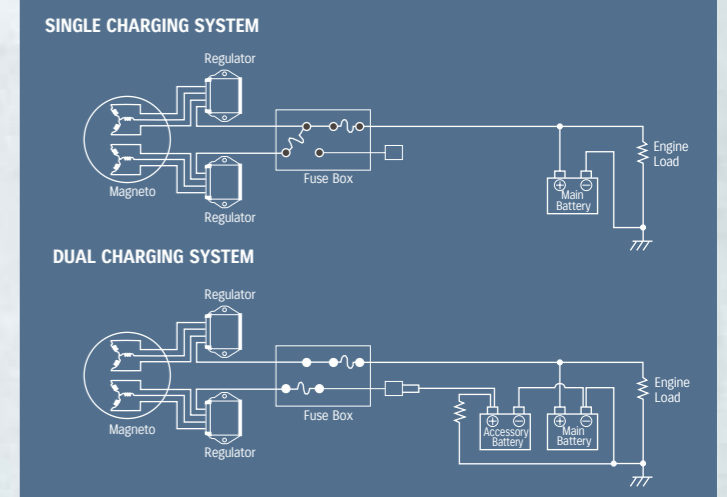 SINGLE CHARGING SYSTEM
Regulator
Magneto
Regulator
Fuse Box
+ −
Main
Battery
Engine
Load
DUAL CHARGING SYSTEM
Regulator
Magneto
Regulator
Fuse Box
+ −
Accessory
Battery
+ −
Main
Battery
Engine
Load